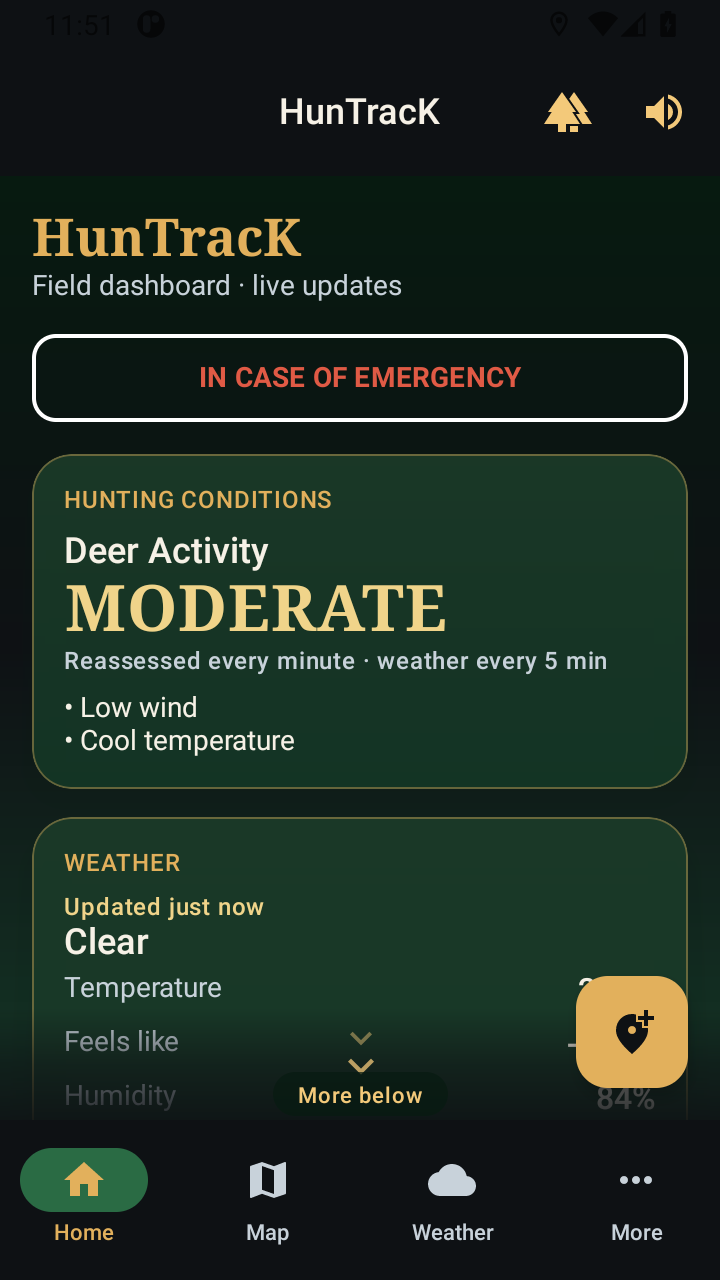 11:51
HunTracK
HunTracK
Field dashboard · live updates
IN CASE OF EMERGENCY
HUNTING CONDITIONS
Deer Activity
MODERATE
Reassessed every minute · weather every 5 min
• Low wind
• Cool temperature
WEATHER
Updated just now
Clear
Temperature
Feels like
Humidity 84%
More below
Home Map Weather More